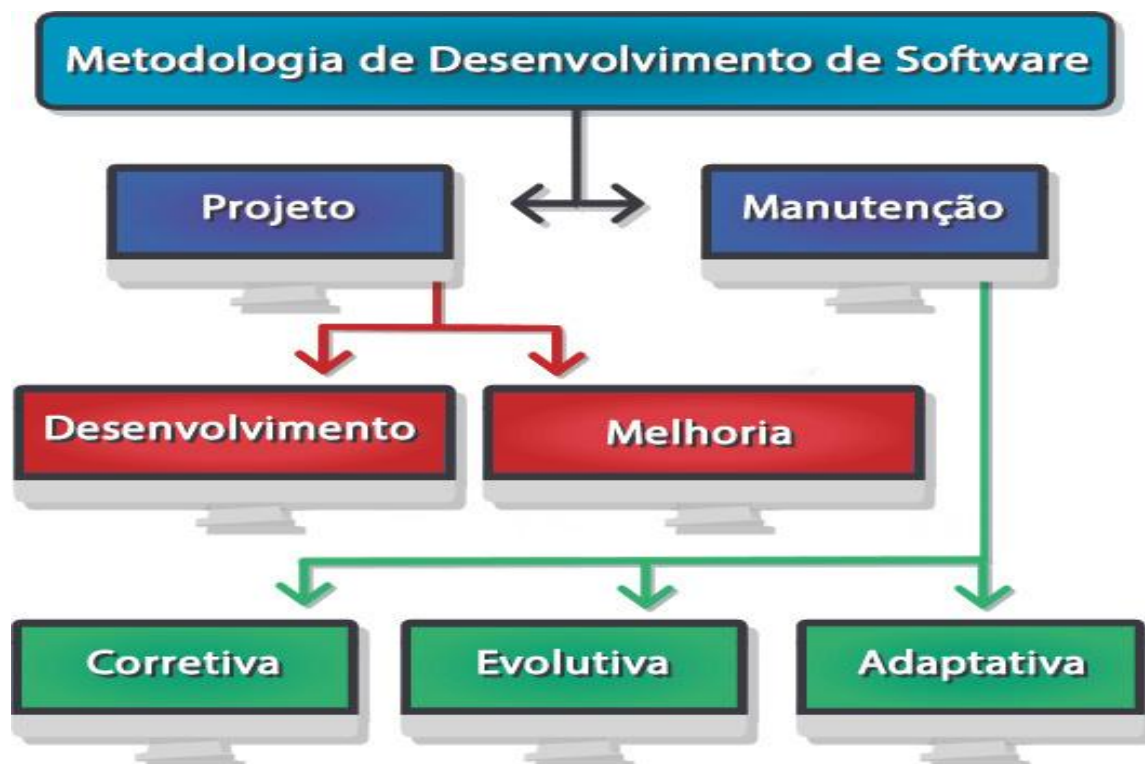 Metodologia de Desenvolvimento de Software
Projeto
Manutenção
Desenvolvimento
Melhoria
Corretiva
Evolutiva
Adaptativa